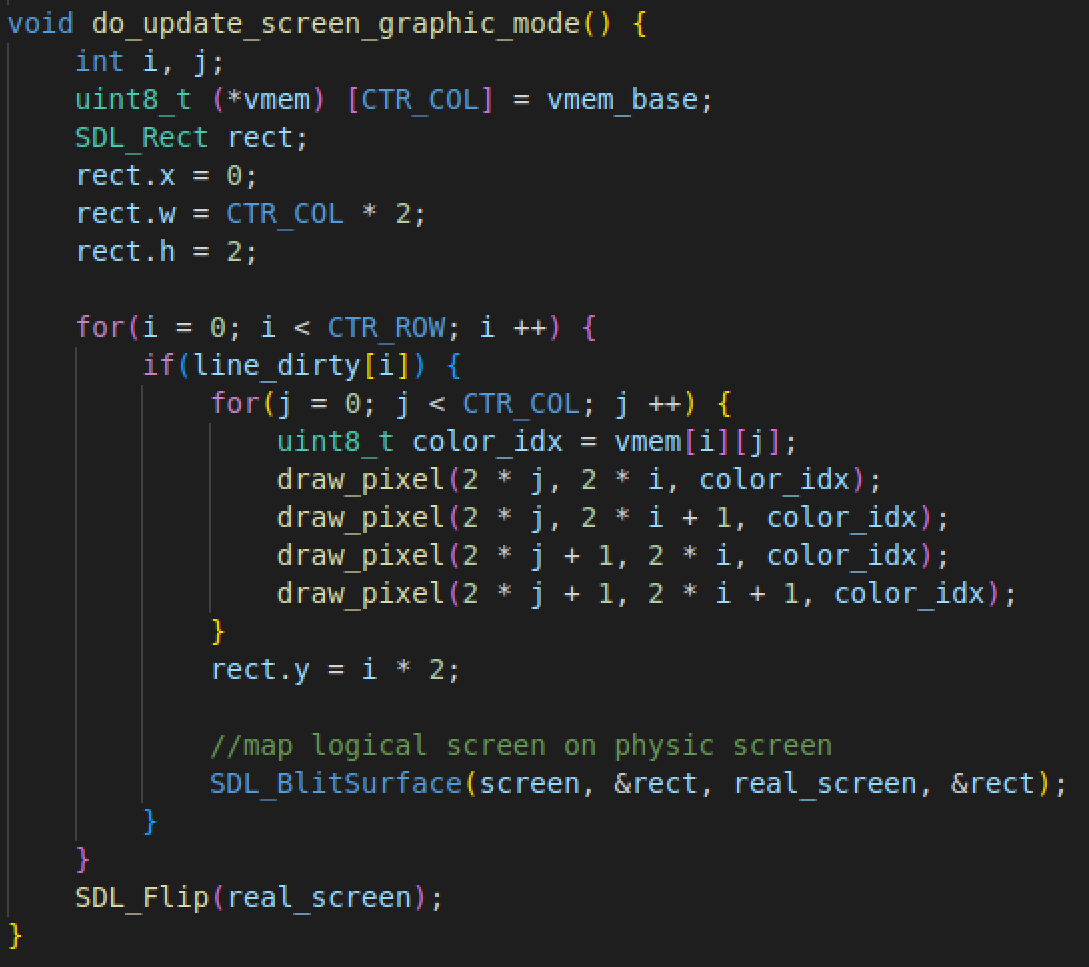 void do_update_screen_graphic_mode() {
    int i, j;
    uint8_t (*vmem) [CTR_COL] = vmem_base;
    SDL_Rect rect;
    rect.x = 0;
    rect.w = CTR_COL * 2;
    rect.h = 2;

    for(i = 0; i < CTR_ROW; i ++) {
        if(line_dirty[i]) {
            for(j = 0; j < CTR_COL; j ++) {
                uint8_t color_idx = vmem[i][j];
                draw_pixel(2 * j, 2 * i, color_idx);
                draw_pixel(2 * j, 2 * i + 1, color_idx);
                draw_pixel(2 * j + 1, 2 * i, color_idx);
                draw_pixel(2 * j + 1, 2 * i + 1, color_idx);
            }
            rect.y = i * 2;

            //map logical screen on physic screen
            SDL_BlitSurface(screen, &rect, real_screen, &rect);
        }
    }
    SDL_Flip(real_screen);
}